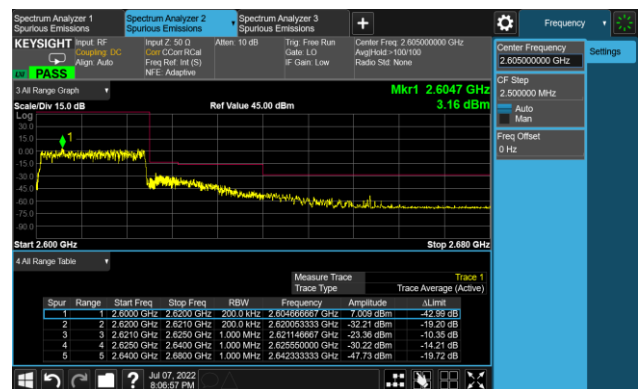 Spectrum Analyzer 1
Spurious Emissions
Spectrum Analyzer 2
Spurious Emissions
Spectrum Analyzer 3
Spurious Emissions
+
Frequency
KEYSIGHT
Input: RF
Coupling: DC
Align: Auto
Input Z: 50 Ω
Corr CCorr RCal
Freq Ref: Int (S)
NFE: Adaptive
Atten: 10 dB
Trig: Free Run
Gate: LO
IF Gain: Low
Center Freq: 2.605000000 GHz
Avg|Hold:>100/100
Radio Std: None
PASS
Center Frequency
2.605000000 GHz
Settings
CF Step
2.500000 MHz
Auto
Man
Freq Offset
0 Hz
3 All Range Graph
Mkr1 2.6047 GHz
3.16 dBm
Scale/Div 15.0 dB
Ref Value 45.00 dBm
Log
30.0
15.0
0.00
-15.0
-30.0
-45.0
-60.0
-75.0
-90.0
1
Start 2.600 GHz
Stop 2.680 GHz
4 All Range Table
Measure Trace Trace 1
Trace Type Trace Average (Active)
Spur Range Start Freq Stop Freq RBW Frequency Amplitude ΔLimit
1 1 2.6000 GHz 2.6200 GHz 200.0 kHz 2.604666667 GHz 7.009 dBm -42.99 dB
2 2 2.6200 GHz 2.6210 GHz 200.0 kHz 2.620053333 GHz -32.21 dBm -19.20 dB
3 3 2.6210 GHz 2.6250 GHz 1.000 MHz 2.621146667 GHz -23.36 dBm -10.35 dB
4 4 2.6250 GHz 2.6400 GHz 1.000 MHz 2.625550000 GHz -30.22 dBm -14.21 dB
5 5 2.6400 GHz 2.6800 GHz 1.000 MHz 2.642333333 GHz -47.73 dBm -19.72 dB
?
Jul 07, 2022
8:06:57 PM